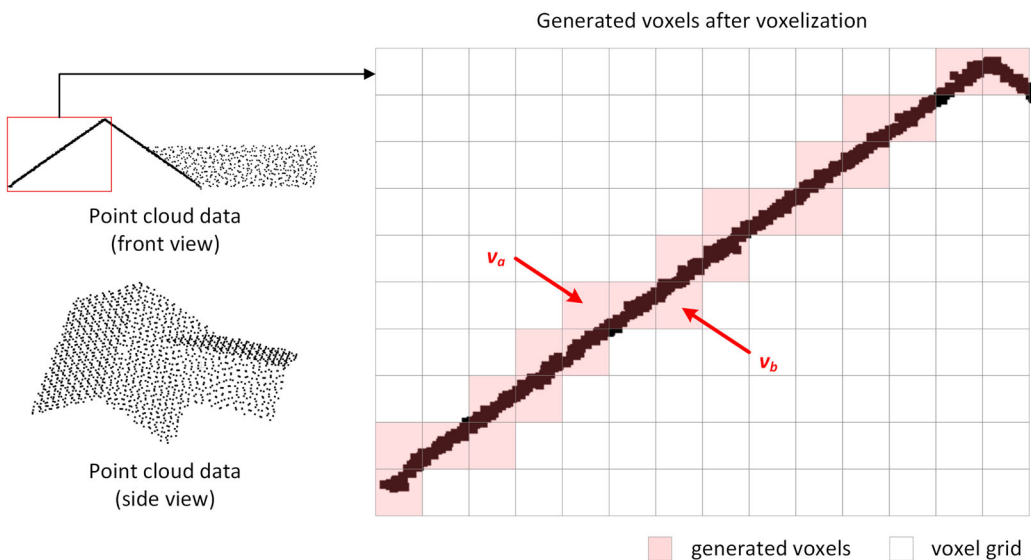 Generated voxels after voxelization
Point cloud data
(front view)
v_a
v_b
Point cloud data
(side view)
generated voxels
voxel grid